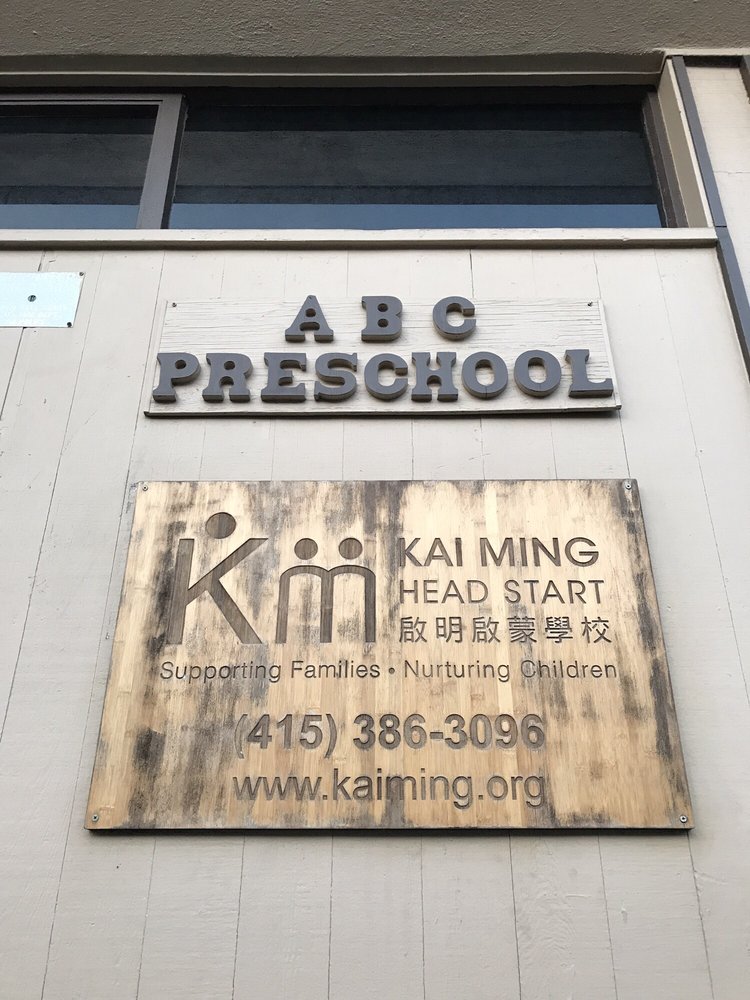 A B C
PRESCHOOL
Km
KAI MING
HEAD START
啟明啟蒙學校
Supporting Families • Nurturing Children
(415) 386-3096
www.kaiming.org